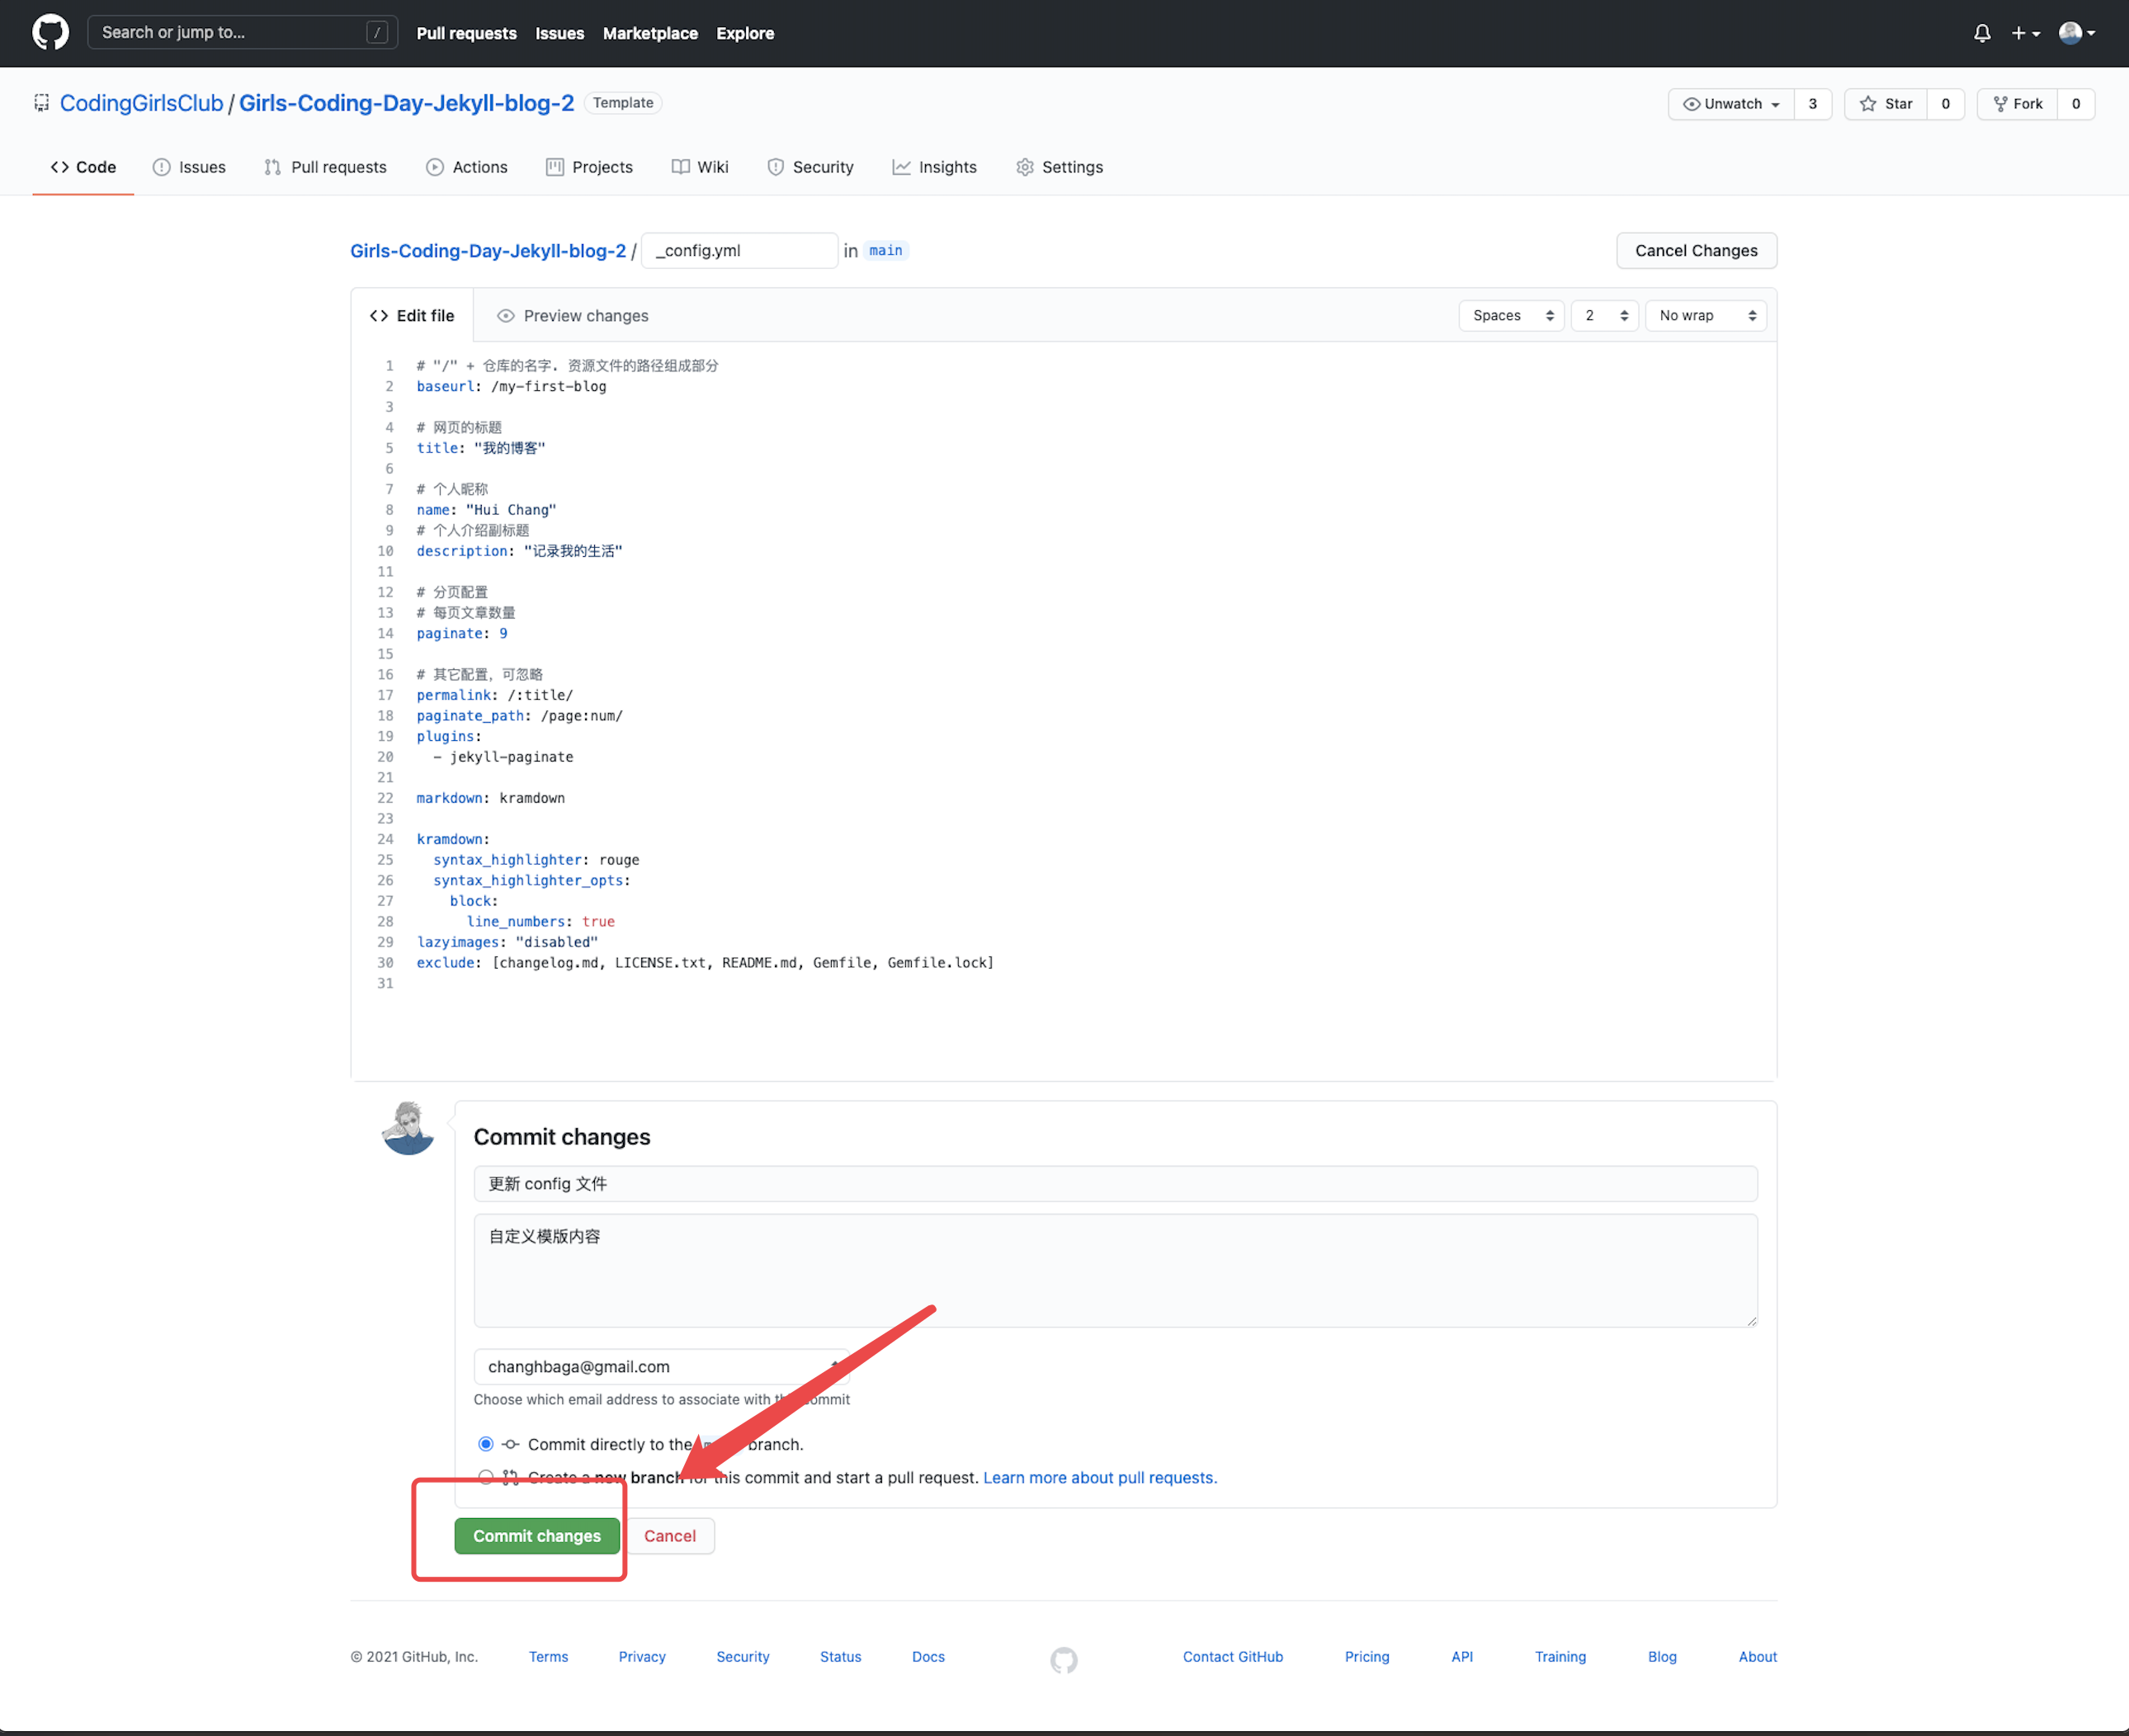 Search or jump to... / Pull requests Issues Marketplace Explore
CodingGirlsClub / Girls-Coding-Day-Jekyll-blog-2 Template Unwatch 3 Star 0 Fork 0
Code Issues Pull requests Actions Projects Wiki Security Insights Settings
Girls-Coding-Day-Jekyll-blog-2 / _config.yml in main Cancel Changes
Edit file Preview changes Spaces 2 No wrap
1 # "/" + 仓库的名字. 资源文件的路径组成部分
2 baseurl: /my-first-blog
3
4 # 网页的标题
5 title: "我的博客"
6
7 # 个人昵称
8 name: "Hui Chang"
9 # 个人介绍副标题
10 description: "记录我的生活"
11
12 # 分页配置
13 # 每页文章数量
14 paginate: 9
15
16 # 其它配置，可忽略
17 permalink: /:title/
18 paginate_path: /page:num/
19 plugins:
20 - jekyll-paginate
21
22 markdown: kramdown
23
24 kramdown:
25 syntax_highlighter: rouge
26 syntax_highlighter_opts:
27 block:
28 line_numbers: true
29 lazyimages: "disabled"
30 exclude: [changelog.md, LICENSE.txt, README.md, Gemfile, Gemfile.lock]
31
Commit changes
更新 config 文件
自定义模版内容
changhbaga@gmail.com
Choose which email address to associate with commit
Commit directly to the branch.
Create a new branch for this commit and start a pull request. Learn more about pull requests.
Commit changes Cancel
© 2021 GitHub, Inc. Terms Privacy Security Status Docs Contact GitHub Pricing API Training Blog About